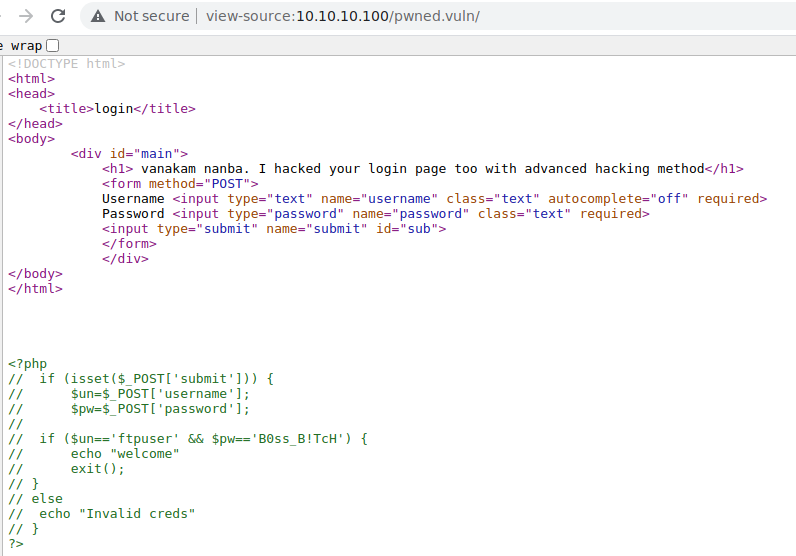 Not secure | view-source:10.10.10.100/pwned.vuln/
e wrap
<!DOCTYPE html>
<html>
<head>
    <title>login</title>
</head>
<body>
        <div id="main">
            <h1> vanakam nanba. I hacked your login page too with advanced hacking method</h1>
            <form method="POST">
            Username <input type="text" name="username" class="text" autocomplete="off" required>
            Password <input type="password" name="password" class="text" required>
            <input type="submit" name="submit" id="sub">
            </form>
            </div>
</body>
</html>
<?php
//  if (isset($_POST['submit'])) {
//      $un=$_POST['username'];
//      $pw=$_POST['password'];
//
//  if ($un=='ftpuser' && $pw=='B0ss_B!TcH') {
//      echo "welcome"
//      exit();
// }
// else
//  echo "Invalid creds"
// }
?>